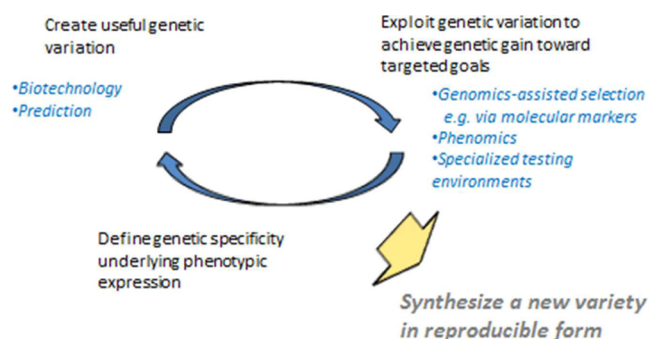 Create useful genetic
variation
•Biotechnology
•Prediction
Exploit genetic variation to
achieve genetic gain toward
targeted goals
•Genomics-assisted selection
e.g. via molecular markers
•Phenomics
•Specialized testing
environments
Define genetic specificity
underlying phenotypic
expression
Synthesize a new variety
in reproducible form